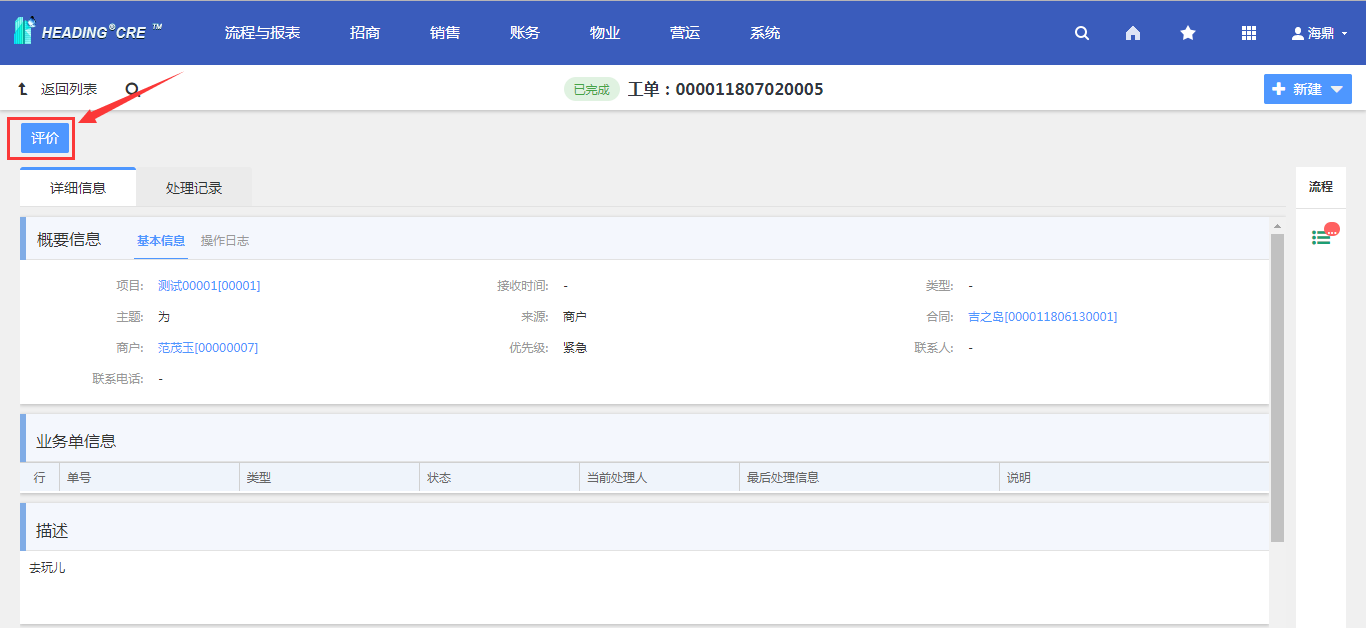 HEADING®CRE ™ 流程与报表 招商 销售 账务 物业 营运 系统 海鼎
返回列表 已完成 工单：000011807020005 新建
评价
详细信息 处理记录 流程
概要信息 基本信息 操作日志
项目: 测试00001[00001] 接收时间: - 类型: -
主题: 为 来源: 商户 合同: 吉之岛[000011806130001]
商户: 范茂玉[00000007] 优先级: 紧急 联系人: -
联系电话: -
业务单信息
行 单号 类型 状态 当前处理人 最后处理信息 说明
描述
去玩儿